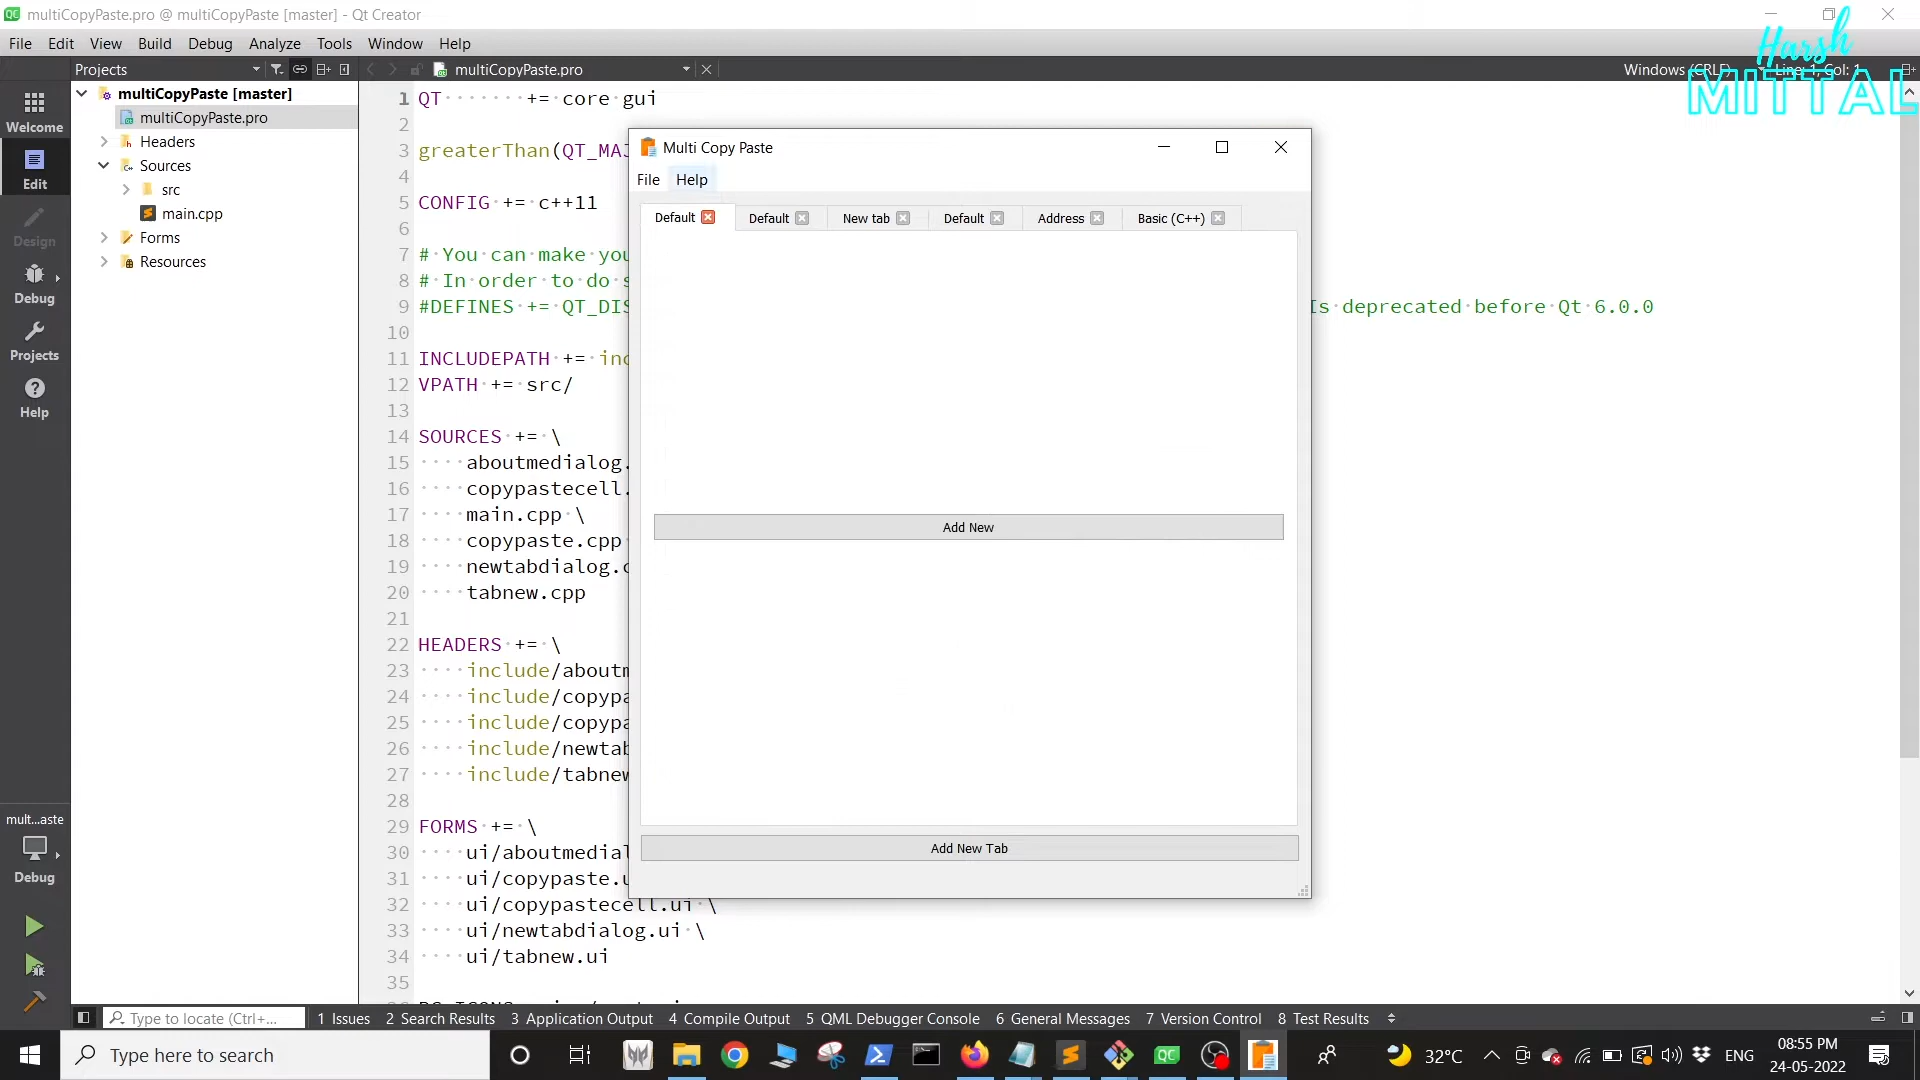 multiCopyPaste.pro @ multiCopyPaste [master] - Qt Creator
File Edit View Build Debug Analyze Tools Window Help
Harsh
MITTAL
Projects
multiCopyPaste.pro
Windows (CRLF)
Line: 1, Col: 1
Welcome
Edit
Design
Debug
Projects
Help
mult...aste
Debug
multiCopyPaste [master]
multiCopyPaste.pro
Headers
Sources
src
main.cpp
Forms
Resources
1 QT += core gui
2
3 greaterThan(QT_MAJ
4
5 CONFIG += c++11
6
7 # You can make you
8 # In order to do s
9 #DEFINES += QT_DIS
is deprecated before Qt 6.0.0
10
11 INCLUDEPATH += inc
12 VPATH += src/
13
14 SOURCES += \
15 aboutmedialog.
16 copypastecell.
17 main.cpp \
18 copypaste.cpp
19 newtabdialog.c
20 tabnew.cpp
21
22 HEADERS += \
23 include/aboutm
24 include/copypa
25 include/copypa
26 include/newtab
27 include/tabnew
28
29 FORMS += \
30 ui/aboutmedial
31 ui/copypaste.u
32 ui/copypastecell.ui \
33 ui/newtabdialog.ui \
34 ui/tabnew.ui
35
Multi Copy Paste
File Help
Default Default New tab Default Address Basic (C++)
Add New
Add New Tab
Type to locate (Ctrl+...
1 Issues 2 Search Results 3 Application Output 4 Compile Output 5 QML Debugger Console 6 General Messages 7 Version Control 8 Test Results
Type here to search
32°C
ENG
08:55 PM
24-05-2022